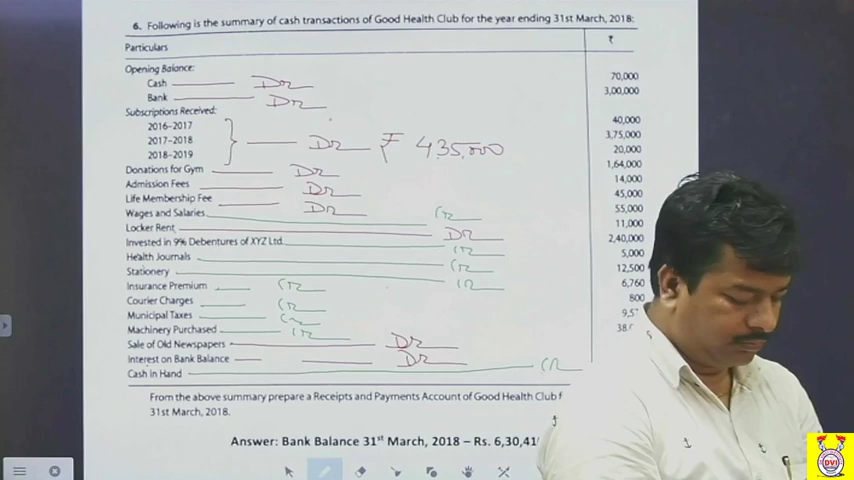 6. Following is the summary of cash transactions of Good Health Club for the year ending 31st March, 2018:
Particulars ₹
Opening Balance:
Cash Dr 70,000
Bank Dr 3,00,000
Subscriptions Received:
2016-2017 40,000
2017-2018 Dr ₹ 435,000 3,75,000
2018-2019 20,000
Donations for Gym Dr 1,64,000
Admission Fees Dr 14,000
Life Membership Fee Dr 45,000
Wages and Salaries Cr 55,000
Locker Rent Dr 11,000
Invested in 9% Debentures of XYZ Ltd. Cr 2,40,000
Health Journals Cr 5,000
Stationery Cr 12,500
Insurance Premium Cr 6,760
Courier Charges Cr 800
Municipal Taxes Cr
Machinery Purchased Cr
Sale of Old Newspapers Dr
Interest on Bank Balance Dr
Cash in Hand Cr
From the above summary prepare a Receipts and Payments Account of Good Health Club
31st March, 2018.
Answer: Bank Balance 31st March, 2018 – Rs.
DVI